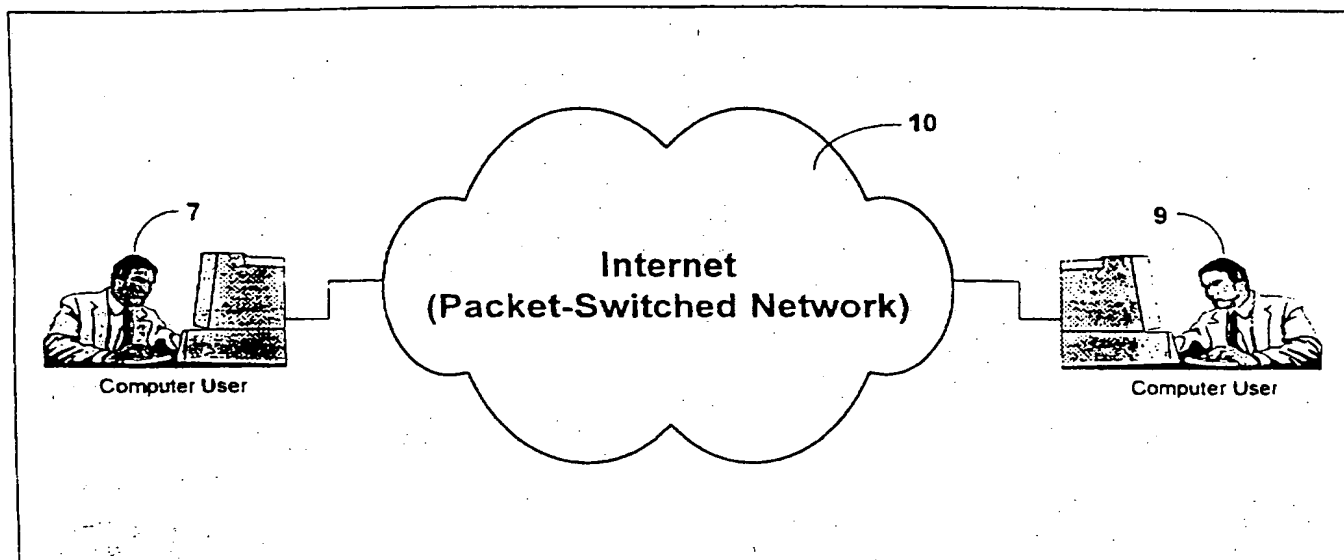 10
7
9
Internet
(Packet-Switched Network)
Computer User
Computer User